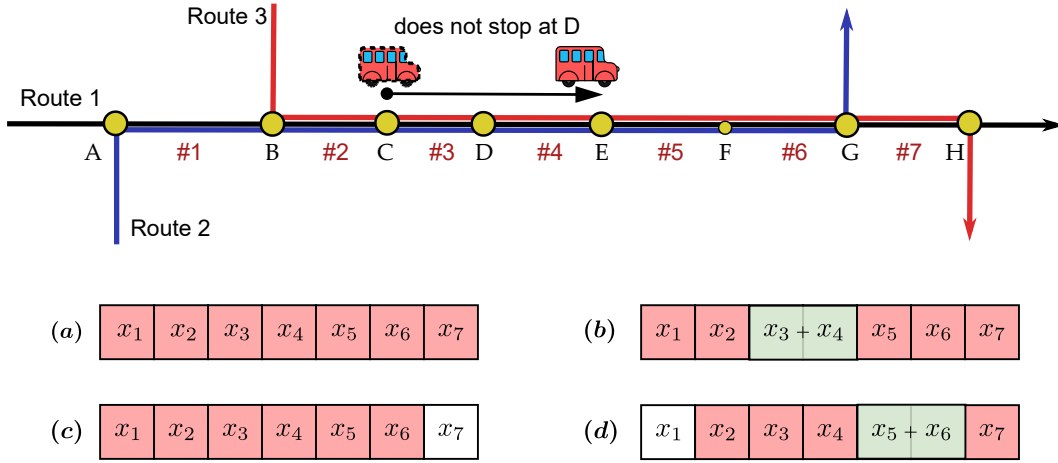 Route 3
does not stop at D
Route 1
A #1 B #2 C #3 D #4 E #5 F #6 G #7 H
Route 2
(a) x₁ x₂ x₃ x₄ x₅ x₆ x₇
(b) x₁ x₂ x₃ + x₄ x₅ x₆ x₇
(c) x₁ x₂ x₃ x₄ x₅ x₆ x₇
(d) x₁ x₂ x₃ x₄ x₅ + x₆ x₇